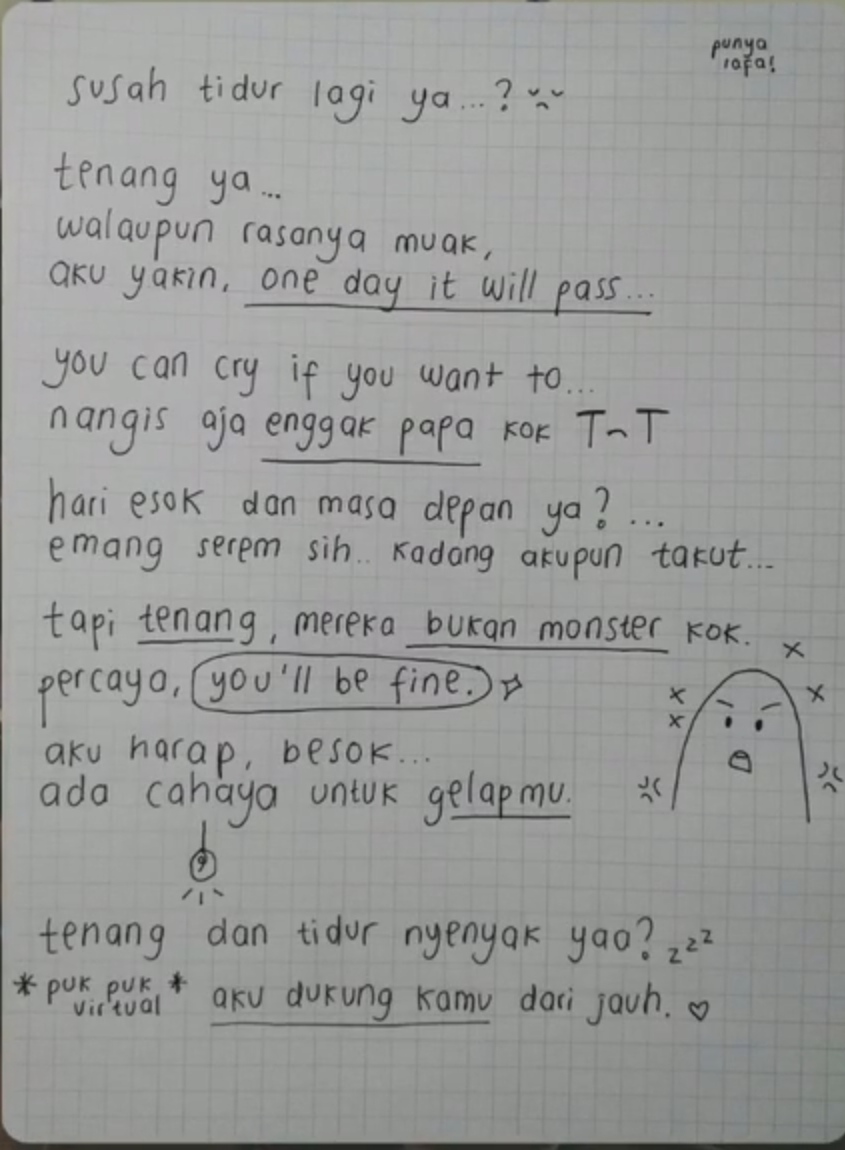 punya
rafa!
susah tidur lagi ya...?
tenang ya...
walaupun rasanya muak,
aku yakin, one day it will pass...
you can cry if you want to...
nangis aja enggak papa kok T~T
hari esok dan masa depan ya?...
emang serem sih.. kadang akupun takut...
tapi tenang, mereka bukan monster kok.
percaya, you'll be fine.
aku harap, besok...
ada cahaya untuk gelapmu.
tenang dan tidur nyenyak yaa? zzz
*puk puk virtual* aku dukung kamu dari jauh. ♡